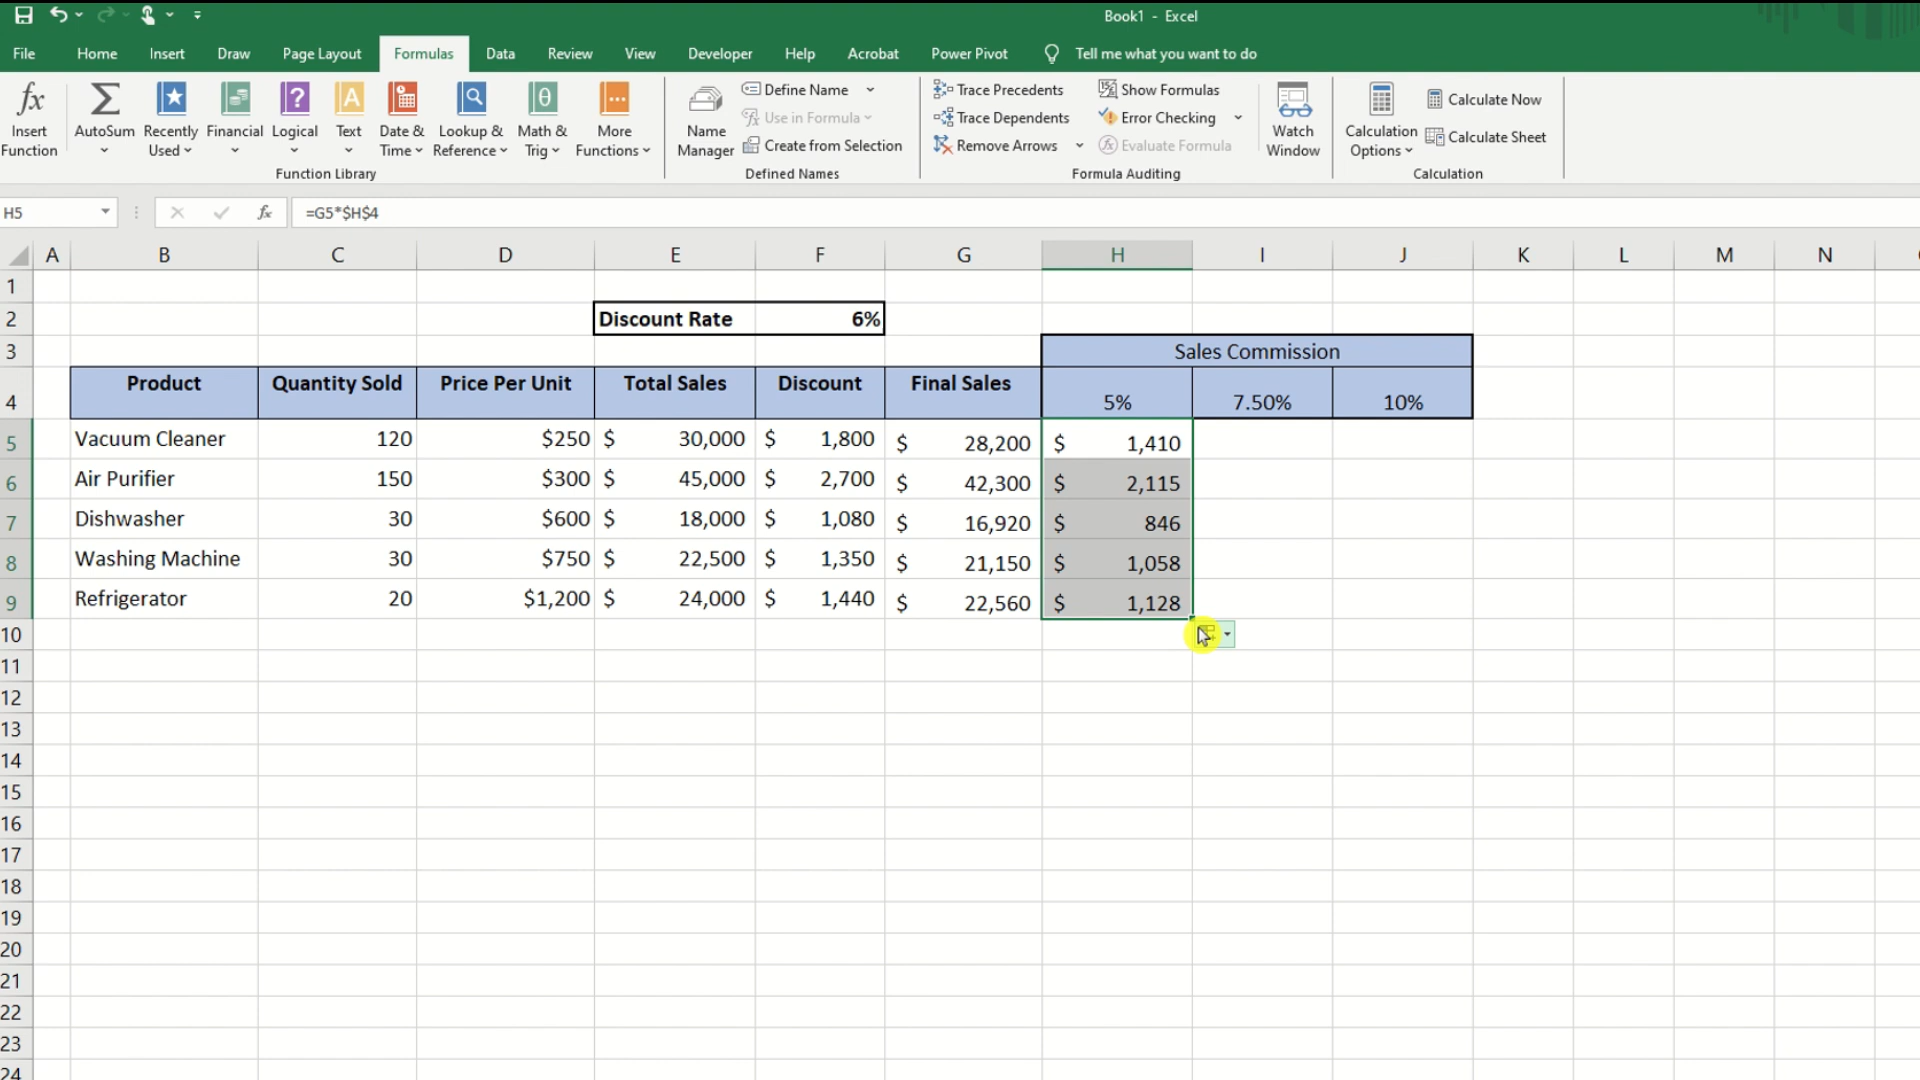 Book1 - Excel
File Home Insert Draw Page Layout Formulas Data Review View Developer Help Acrobat Power Pivot Tell me what you want to do
fx Insert Function
Σ AutoSum
Recently Used
Financial
? Logical
A Text
Date & Time
Lookup & Reference
θ Math & Trig
More Functions
Function Library
Name Manager
Define Name
Use in Formula
Create from Selection
Defined Names
Trace Precedents
Trace Dependents
Remove Arrows
Show Formulas
Error Checking
Evaluate Formula
Formula Auditing
Watch Window
Calculation Options
Calculate Now
Calculate Sheet
Calculation
H5 fx =G5*$H$4
A B C D E F G H I J K L M N
1
2 Discount Rate 6%
3 Sales Commission
4 Product Quantity Sold Price Per Unit Total Sales Discount Final Sales 5% 7.50% 10%
5 Vacuum Cleaner 120 $250 $ 30,000 $ 1,800 $ 28,200 $ 1,410
6 Air Purifier 150 $300 $ 45,000 $ 2,700 $ 42,300 $ 2,115
7 Dishwasher 30 $600 $ 18,000 $ 1,080 $ 16,920 $ 846
8 Washing Machine 30 $750 $ 22,500 $ 1,350 $ 21,150 $ 1,058
9 Refrigerator 20 $1,200 $ 24,000 $ 1,440 $ 22,560 $ 1,128
10
11
12
13
14
15
16
17
18
19
20
21
22
23
24